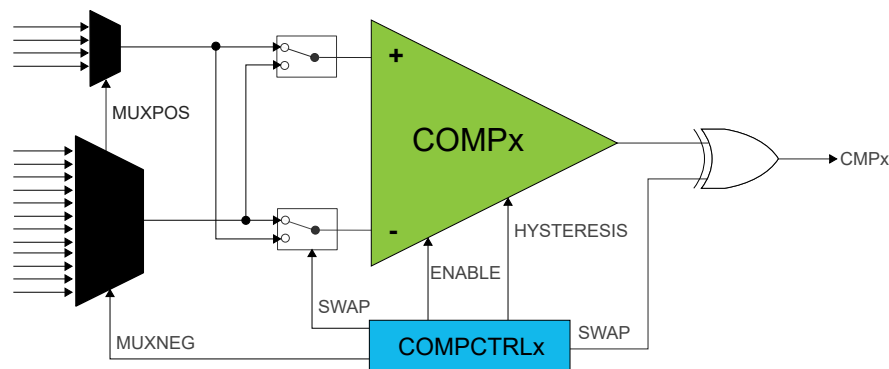 +
MUXPOS
COMPx
CMPx
-
HYSTERESIS
ENABLE
SWAP
SWAP
MUXNEG
COMPCTRLx